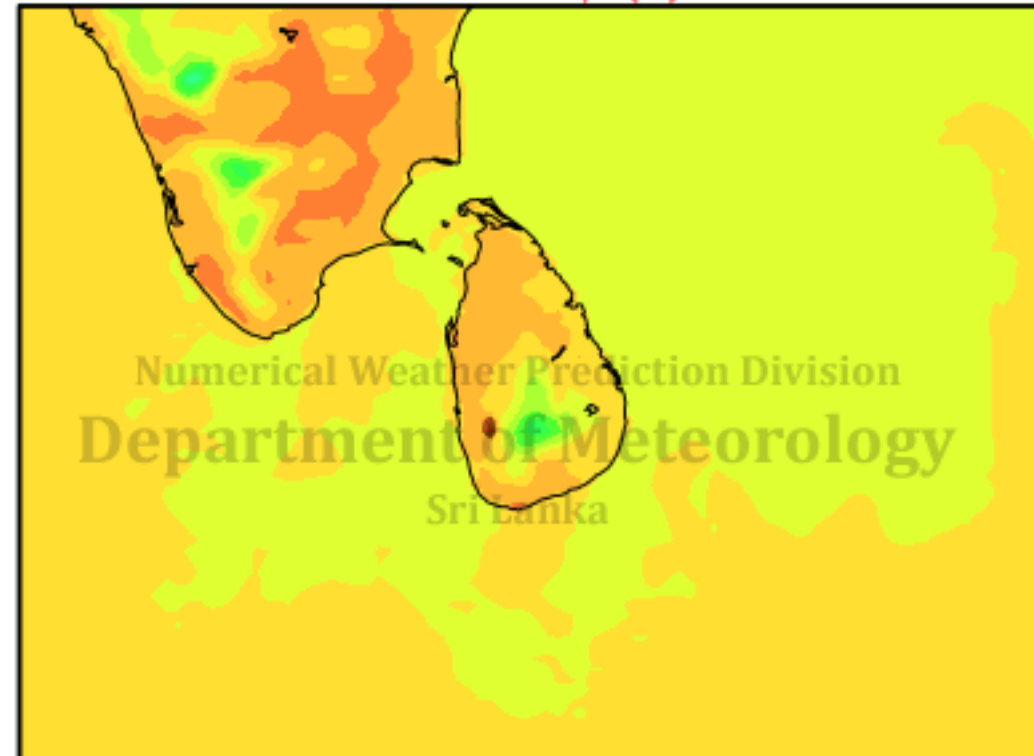 Numerical Weather Prediction Division
Department of Meteorology
Sri Lanka